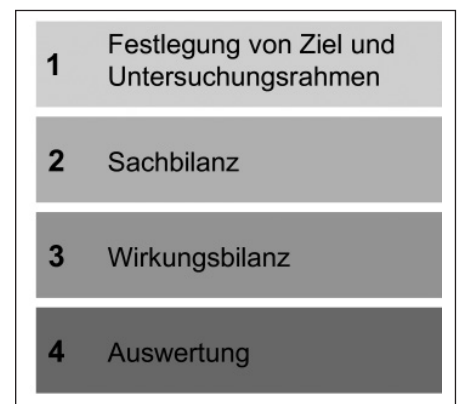 1 Festlegung von Ziel und
Untersuchungsrahmen
2 Sachbilanz
3 Wirkungsbilanz
4 Auswertung